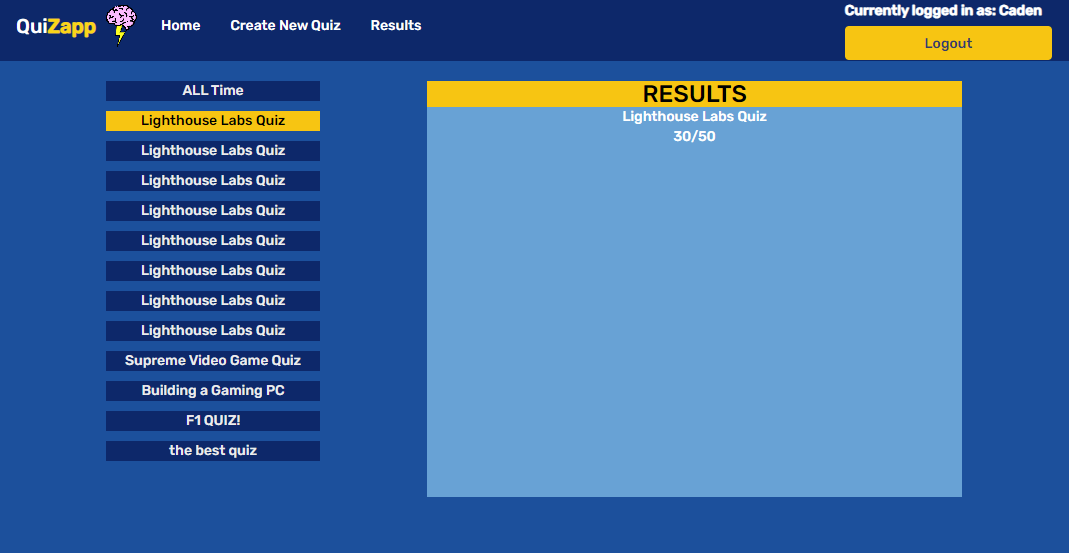 QuiZapp
Home
Create New Quiz
Results
Currently logged in as: Caden
Logout
ALL Time
Lighthouse Labs Quiz
Lighthouse Labs Quiz
Lighthouse Labs Quiz
Lighthouse Labs Quiz
Lighthouse Labs Quiz
Lighthouse Labs Quiz
Lighthouse Labs Quiz
Lighthouse Labs Quiz
Supreme Video Game Quiz
Building a Gaming PC
F1 QUIZ!
the best quiz
RESULTS
Lighthouse Labs Quiz
30/50